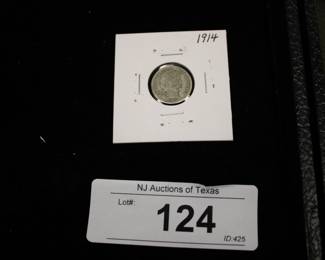 1914
NJ Auctions of Texas
Lot#:
124
ID:425